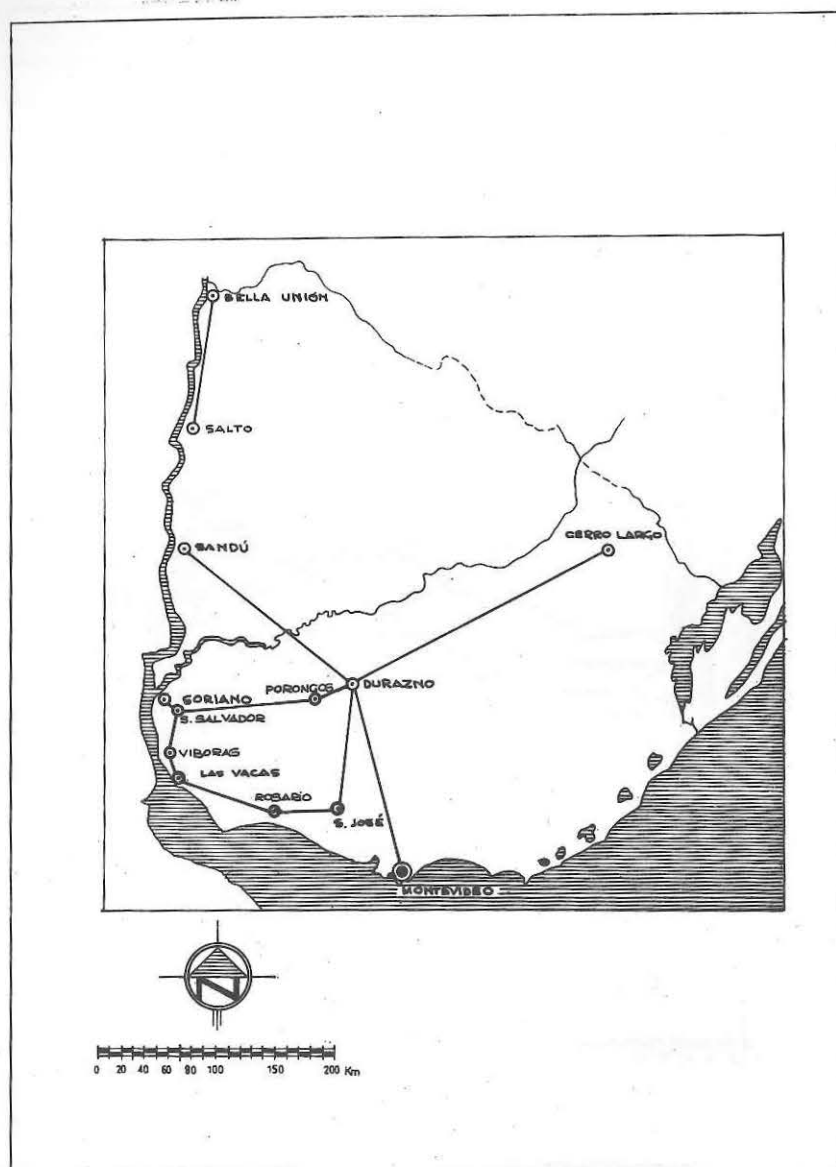 BELLA UNIÓN
SALTO
SANDÚ
CERRO LARGO
DURAZNO
PORONGOS
SORIANO
S. SALVADOR
VIBORAS
LAS VACAS
ROSARIO
S. JOSÉ
MONTEVIDEO
N
0 20 40 60 80 100 150 200 Km